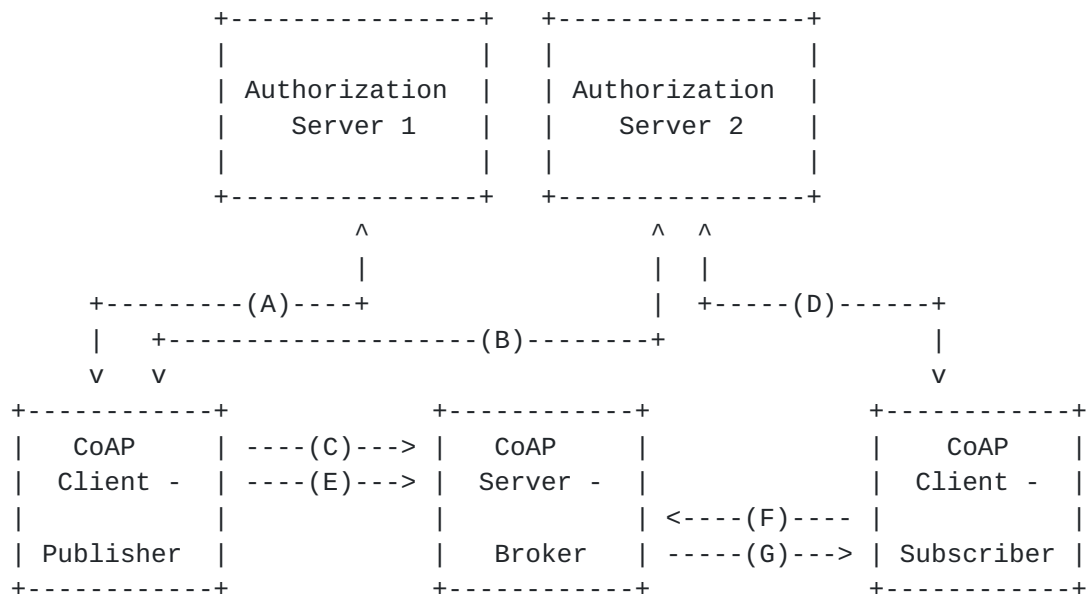 +----------------+   +----------------+
|                |   |                |
| Authorization  |   | Authorization  |
|    Server 1    |   |    Server 2    |
|                |   |                |
+----------------+   +----------------+
         ^                  ^  ^
         |                  |  |
+---------(A)----+          |  +-----(D)------+
|   +--------------------(B)--------+         |
v   v                                         v
+------------+             +------------+              +------------+
|    CoAP    | ----(C)---> |    CoAP    |              |    CoAP    |
|  Client -  | ----(E)---> |  Server -  |              |  Client -  |
|            |             |            | <----(F)---- |            |
| Publisher  |             |   Broker   | -----(G)---> | Subscriber |
+------------+             +------------+              +------------+